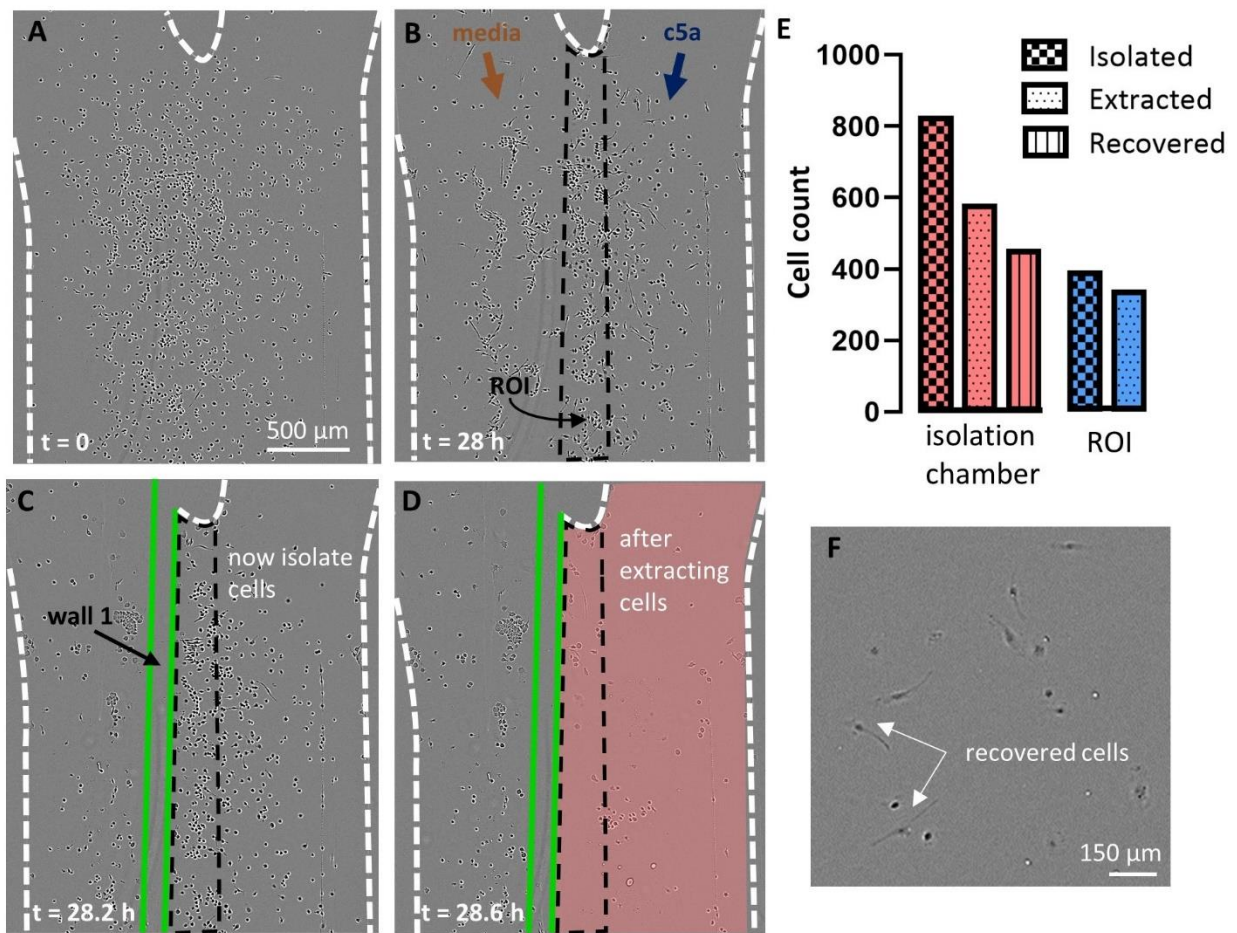 A
t = 0
500 µm
B
media
c5a
ROI
t = 28 h
E
1000
800
600
400
200
0
Cell count
Isolated
Extracted
Recovered
isolation
chamber
ROI
C
now isolate
cells
wall 1
t = 28.2 h
D
after
extracting
cells
t = 28.6 h
F
recovered cells
150 µm